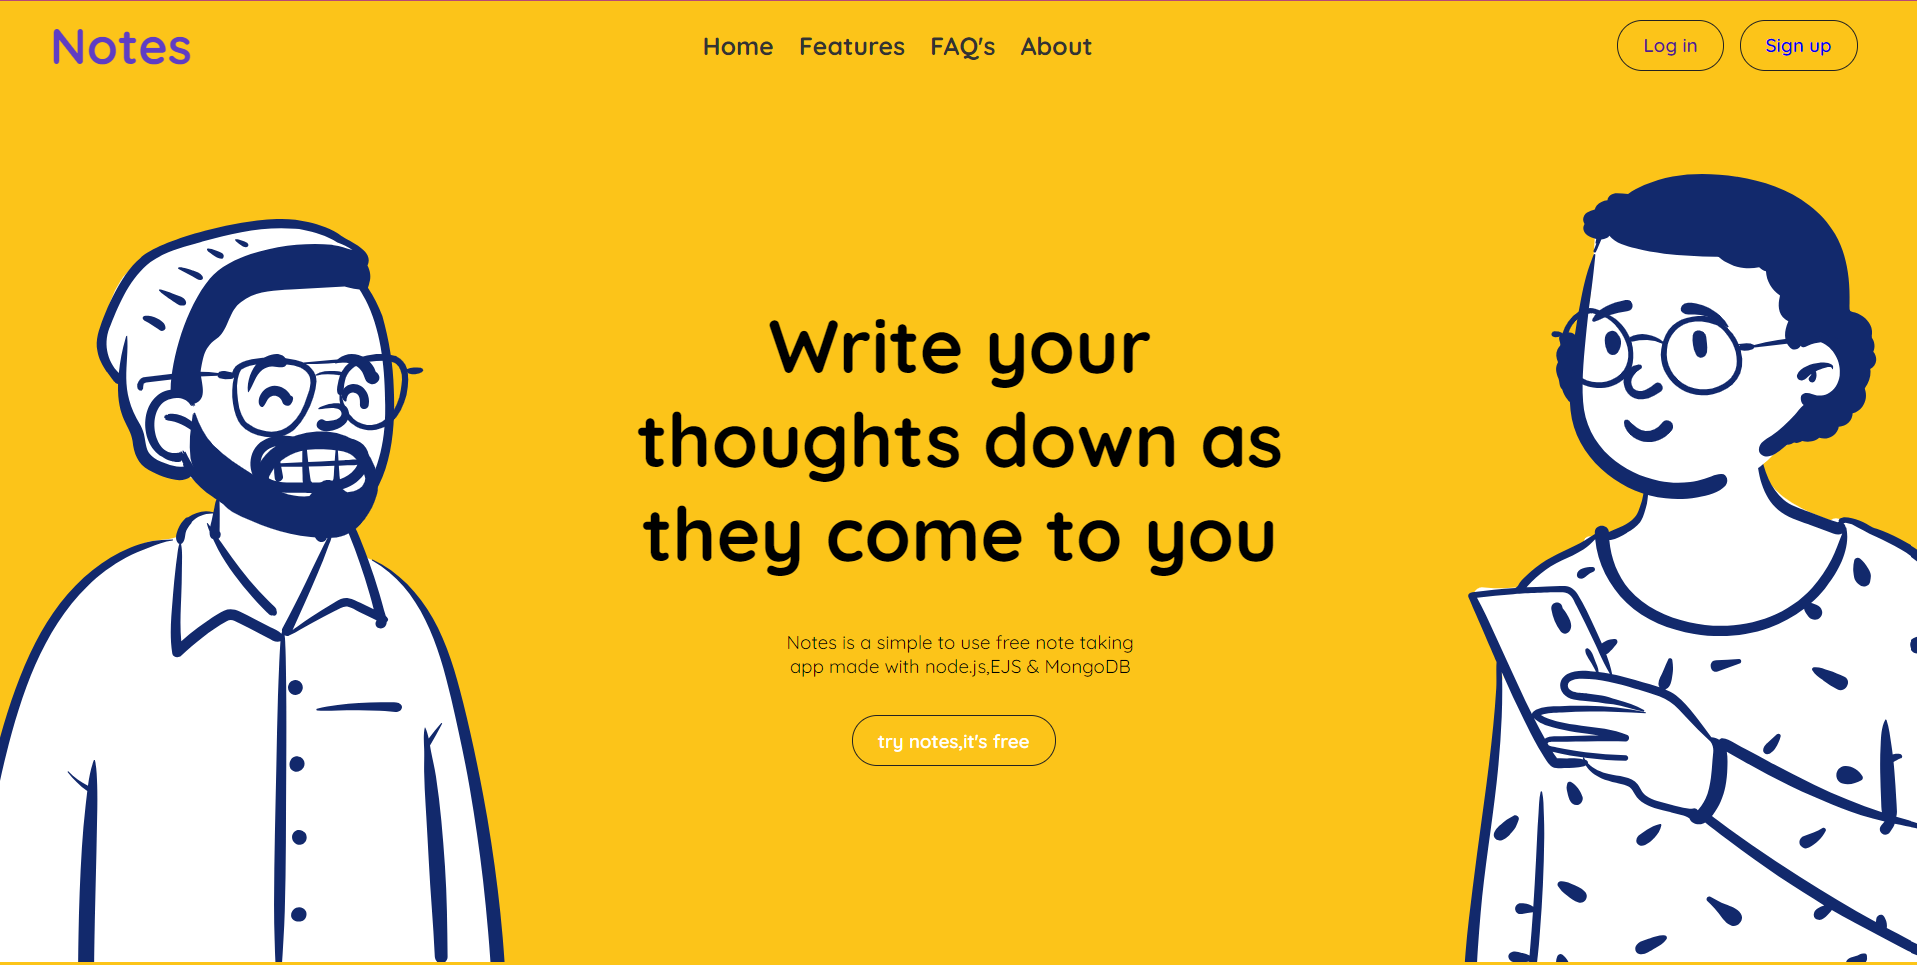 Notes
Home Features FAQ's About
Log in
Sign up
Write your
thoughts down as
they come to you
Notes is a simple to use free note taking
app made with node.js,EJS & MongoDB
try notes,it's free